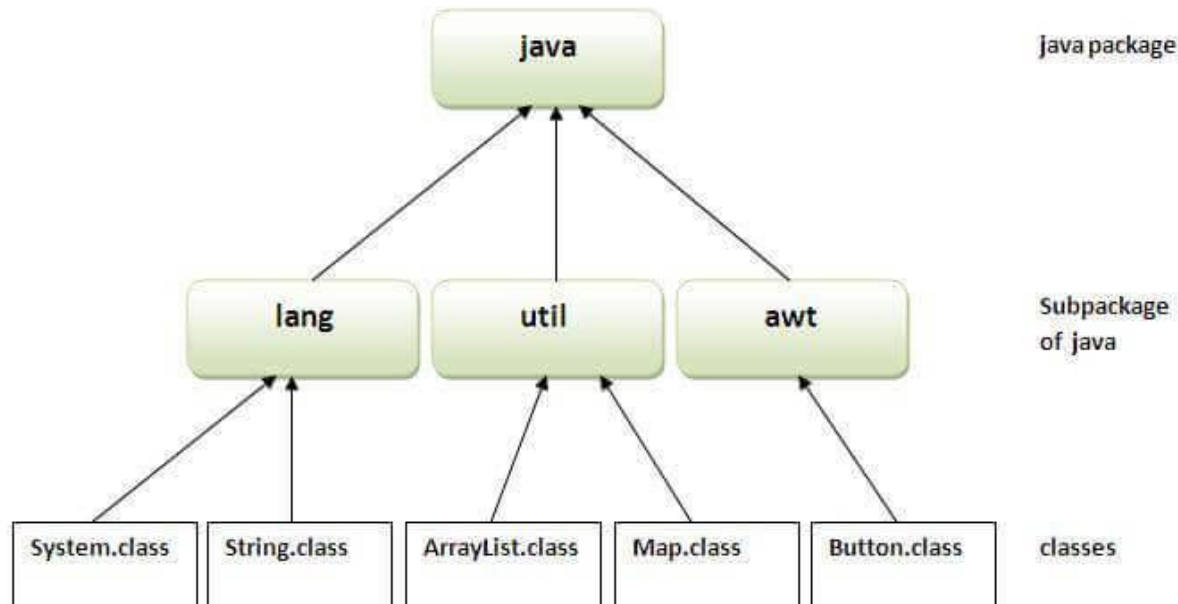 java
java package
lang
util
awt
Subpackage
of java
System.class
String.class
ArrayList.class
Map.class
Button.class
classes